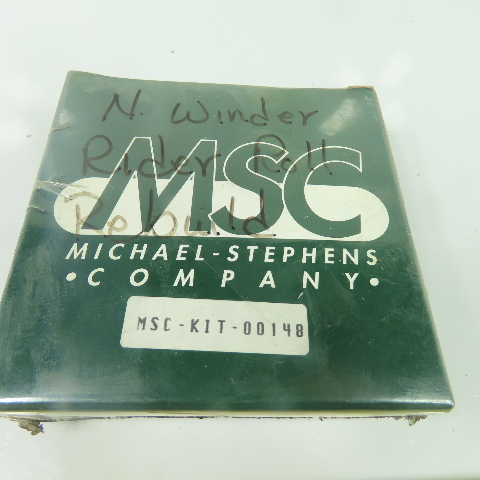 N. Winder
Rider Roll
Rebuild
MSC
MICHAEL-STEPHENS
• COMPANY •
MSC-KIT-00148